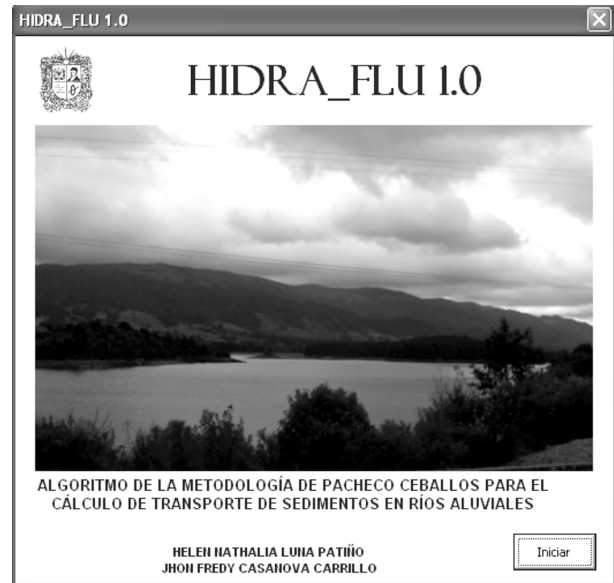 HIDRA_FLU 1.0
HIDRA_FLU 1.0
ALGORITMO DE LA METODOLOGÍA DE PACHECO CEBALLOS PARA EL
CÁLCULO DE TRANSPORTE DE SEDIMENTOS EN RÍOS ALUVIALES
HELEN NATHALIA LUNA PATIÑO
JHON FREDY CASANOVA CARRILLO
Iniciar